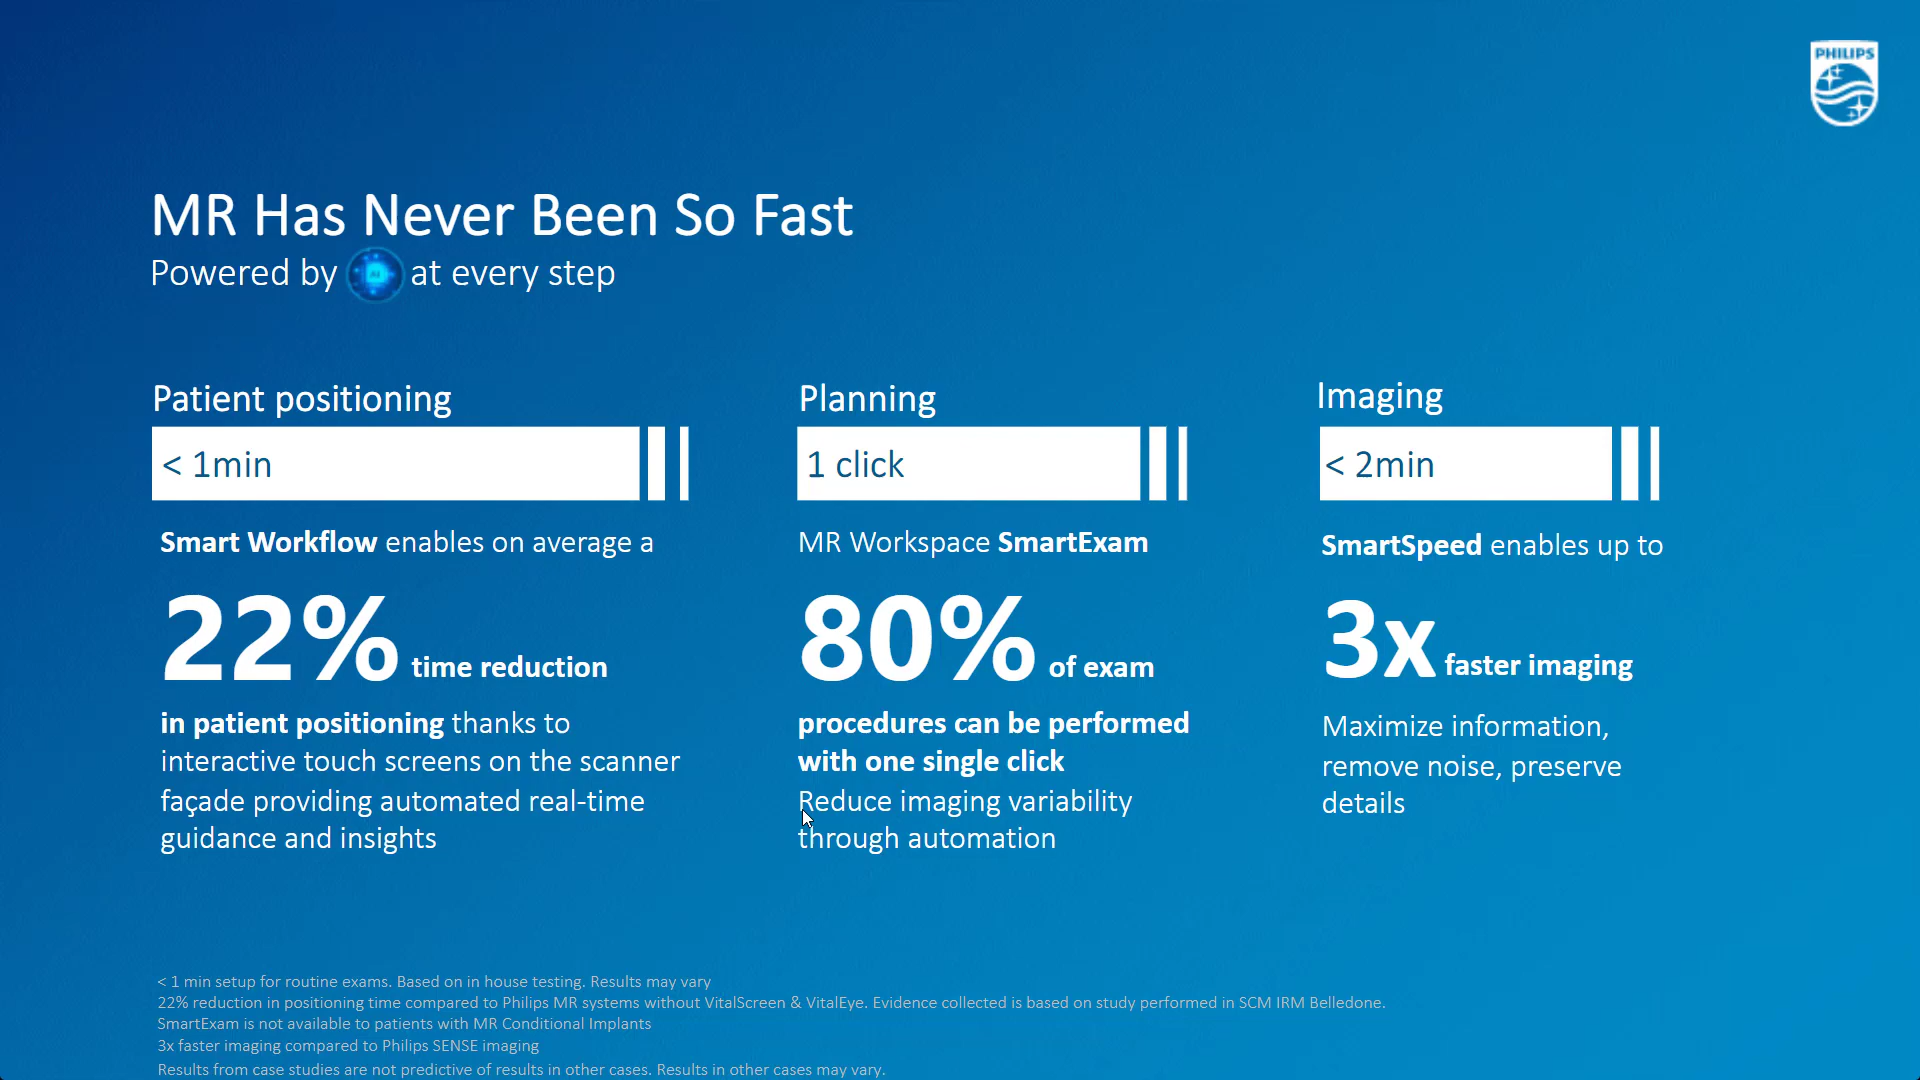 PHILIPS
MR Has Never Been So Fast
Powered by AI at every step
Patient positioning
< 1min
Smart Workflow enables on average a
22% time reduction
in patient positioning thanks to
interactive touch screens on the scanner
façade providing automated real-time
guidance and insights
Planning
1 click
MR Workspace SmartExam
80% of exam
procedures can be performed
with one single click
Reduce imaging variability
through automation
Imaging
< 2min
SmartSpeed enables up to
3x faster imaging
Maximize information,
remove noise, preserve
details
< 1 min setup for routine exams. Based on in house testing. Results may vary
22% reduction in positioning time compared to Philips MR systems without VitalScreen & VitalEye. Evidence collected is based on study performed in SCM IRM Belledone.
SmartExam is not available to patients with MR Conditional Implants
3x faster imaging compared to Philips SENSE imaging
Results from case studies are not predictive of results in other cases. Results in other cases may vary.